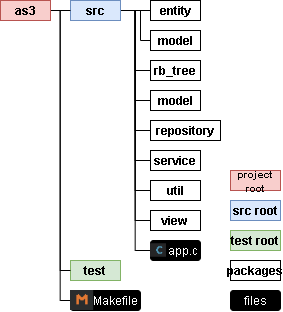 as3
src
entity
model
rb_tree
model
repository
service
util
view
C app.c
test
M Makefile
project
root
src root
test root
packages
files